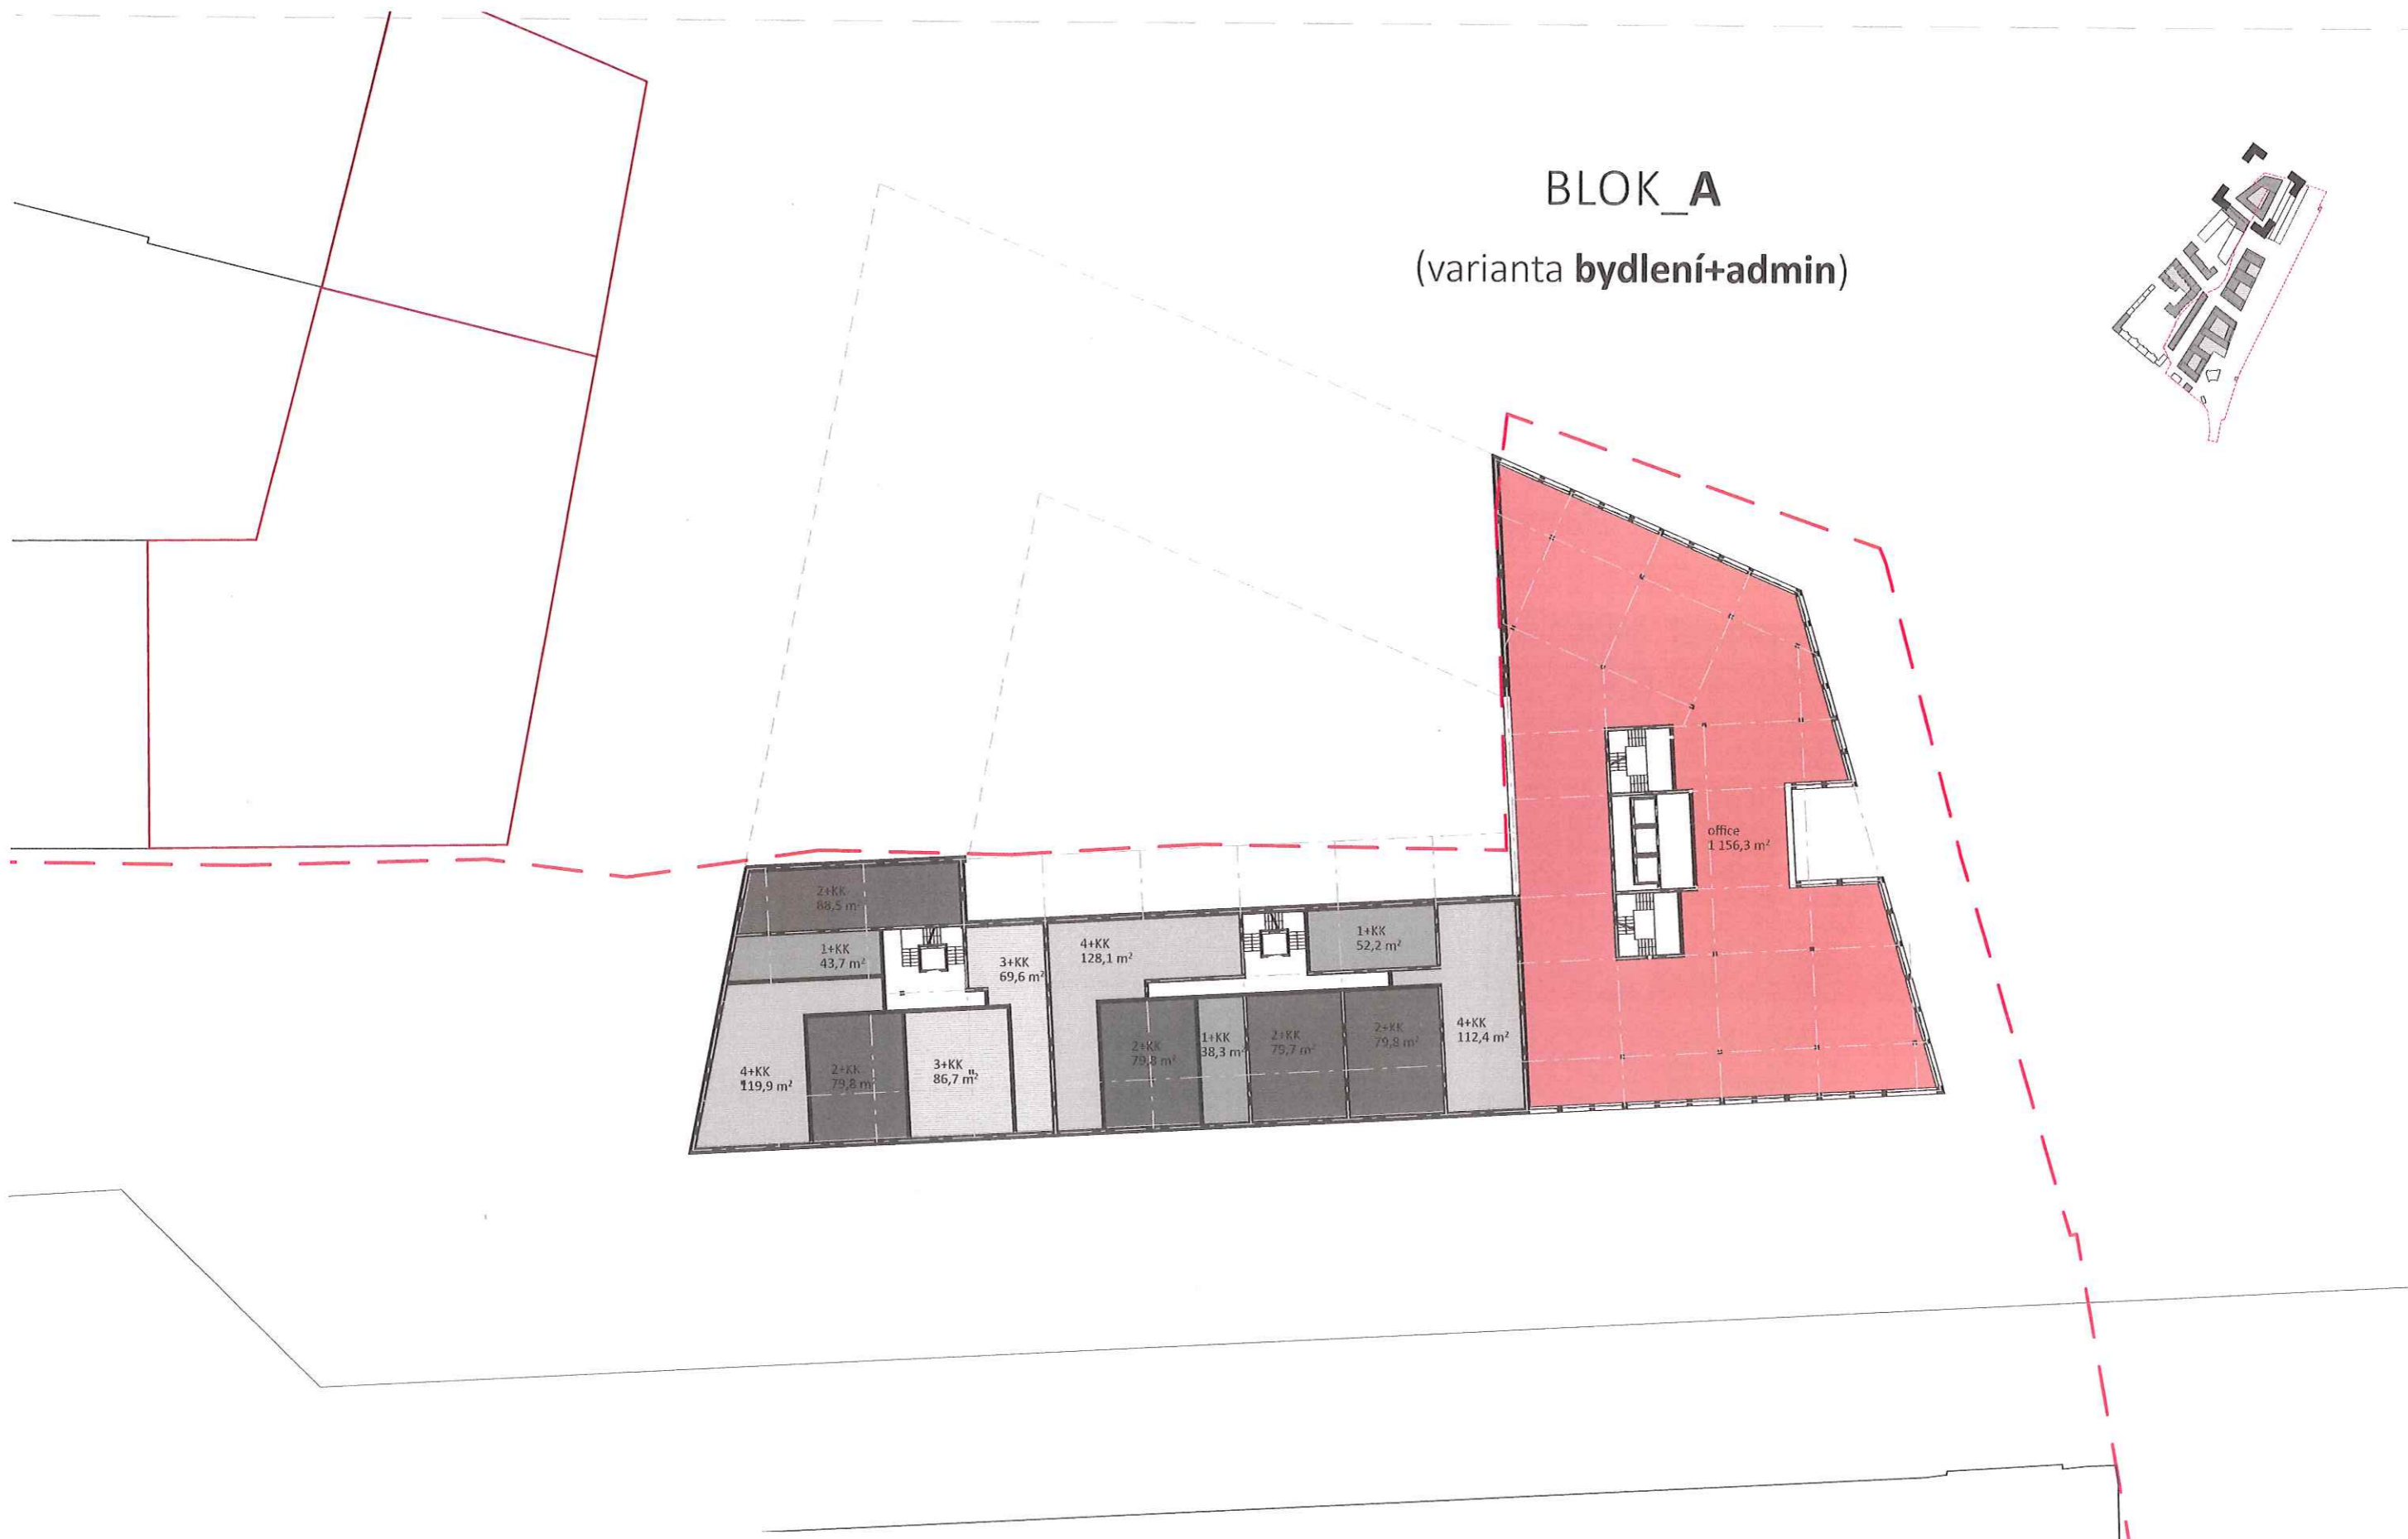 BLOK_A
(varianta bydlení+admin)
office
1 156,3 m²
2+KK
88,5 m²
1+KK
43,7 m²
3+KK
69,6 m²
4+KK
128,1 m²
1+KK
52,2 m²
4+KK
119,9 m²
2+KK
79,8 m²
3+KK
86,7 m²
2+KK
79,8 m²
1+KK
38,3 m²
2+KK
79,7 m²
2+KK
79,8 m²
4+KK
112,4 m²